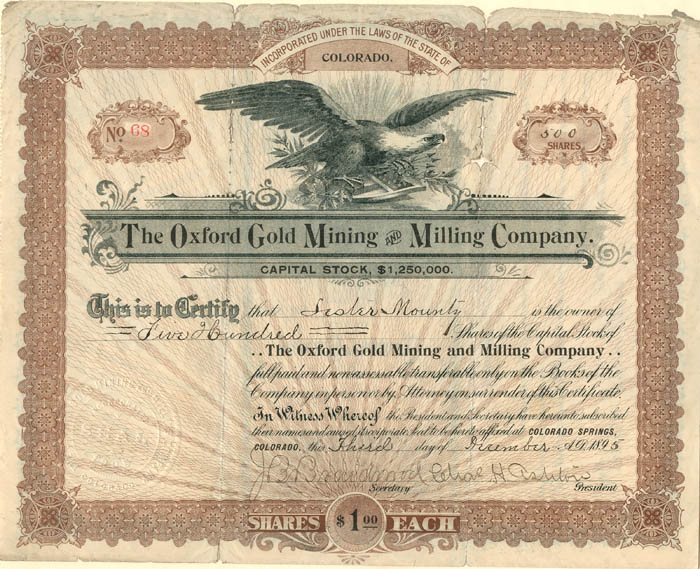 INCORPORATED UNDER THE LAWS OF THE STATE OF
COLORADO.
No 68
500
SHARES
The Oxford Gold Mining AND Milling Company.
CAPITAL STOCK, $1,250,000.
This is to Certify that Lester Mounty is the owner of
Five Hundred Shares of the Capital Stock of
..The Oxford Gold Mining and Milling Company..
full paid and non-assessable transferable only on the Books of the
Company in person or by Attorney on surrender of this Certificate.
In Witness Whereof the President and Secretary have hereunto subscribed
their names and caused its corporate seal to be hereto affixed at COLORADO SPRINGS,
COLORADO, this Third day of December A.D. 1895
Chas H. Ashton
Secretary President
SHARES $1.00 EACH